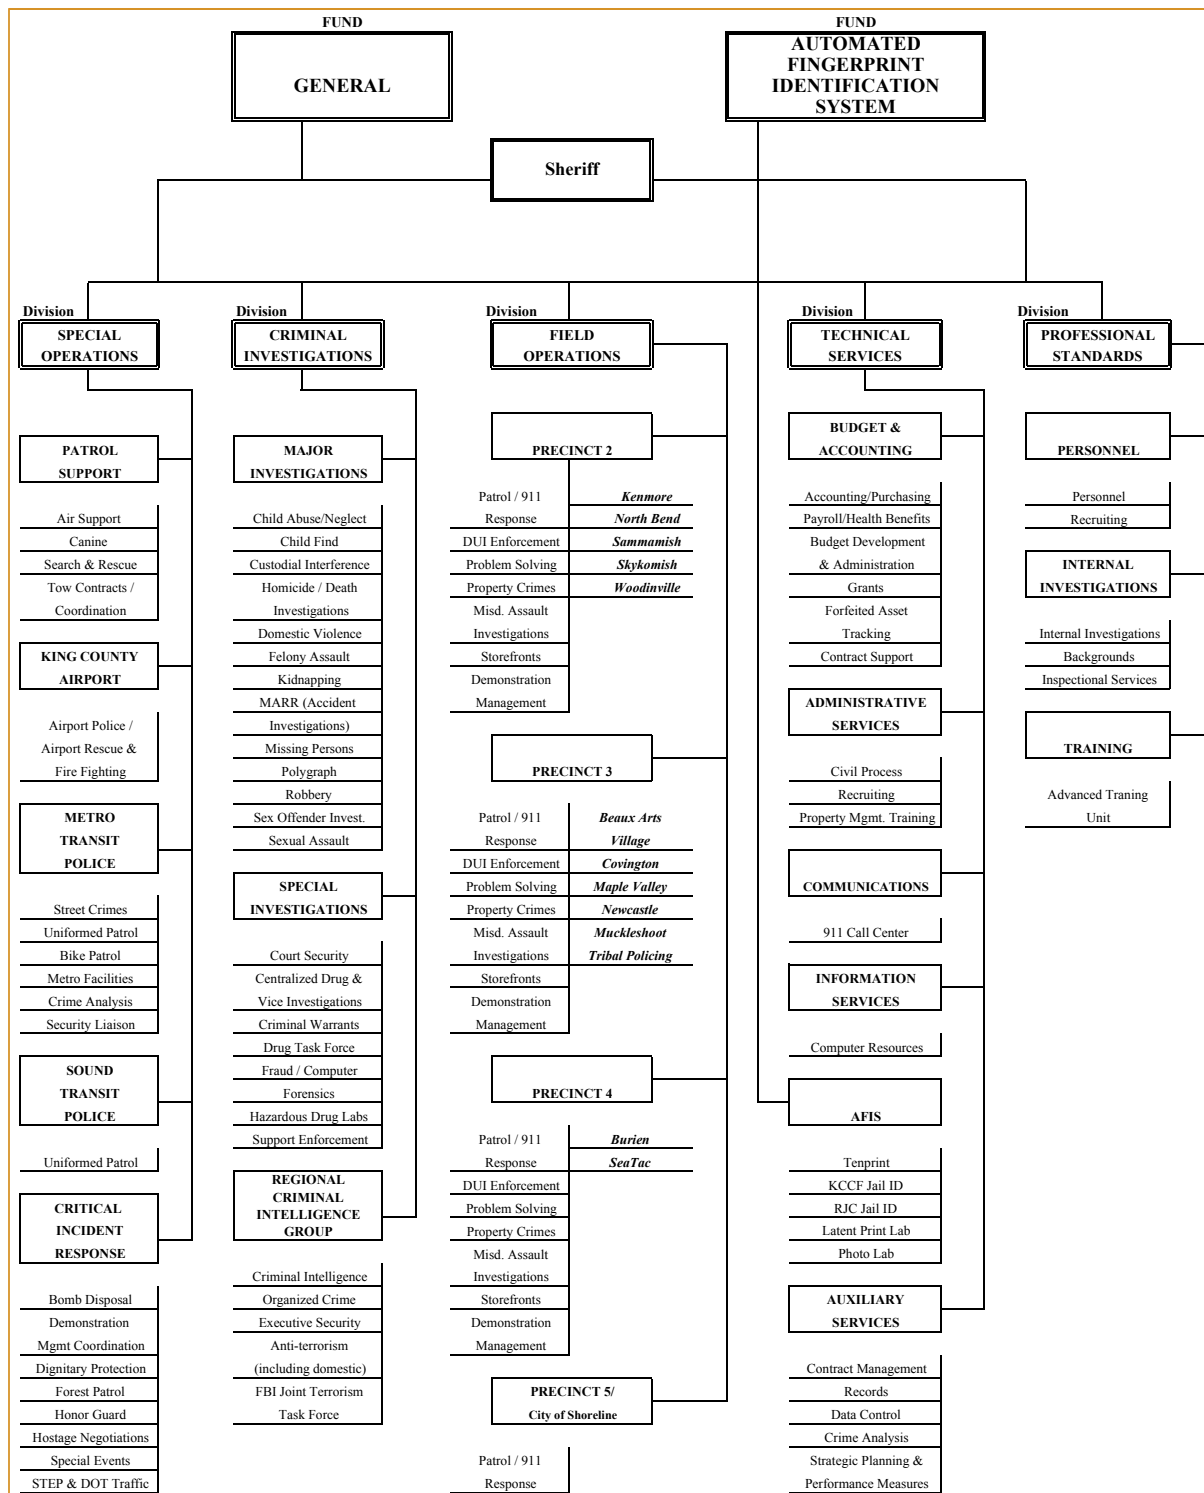 FUND
GENERAL
FUND
AUTOMATED
FINGERPRINT
IDENTIFICATION
SYSTEM
Sheriff
Division
SPECIAL
OPERATIONS
PATROL
SUPPORT
Air Support
Canine
Search & Rescue
Tow Contracts /
Coordination
KING COUNTY
AIRPORT
Airport Police /
Airport Rescue &
Fire Fighting
METRO
TRANSIT
POLICE
Street Crimes
Uniformed Patrol
Bike Patrol
Metro Facilities
Crime Analysis
Security Liaison
SOUND
TRANSIT
POLICE
Uniformed Patrol
CRITICAL
INCIDENT
RESPONSE
Bomb Disposal
Demonstration
Mgmt Coordination
Dignitary Protection
Forest Patrol
Honor Guard
Hostage Negotiations
Special Events
STEP & DOT Traffic
Division
CRIMINAL
INVESTIGATIONS
MAJOR
INVESTIGATIONS
Child Abuse/Neglect
Child Find
Custodial Interference
Homicide / Death
Investigations
Domestic Violence
Felony Assault
Kidnapping
MARR (Accident
Investigations)
Missing Persons
Polygraph
Robbery
Sex Offender Invest.
Sexual Assault
SPECIAL
INVESTIGATIONS
Court Security
Centralized Drug &
Vice Investigations
Criminal Warrants
Drug Task Force
Fraud / Computer
Forensics
Hazardous Drug Labs
Support Enforcement
REGIONAL
CRIMINAL
INTELLIGENCE
GROUP
Criminal Intelligence
Organized Crime
Executive Security
Anti-terrorism
(including domestic)
FBI Joint Terrorism
Task Force
Division
FIELD
OPERATIONS
PRECINCT 2
Patrol / 911
Response
DUI Enforcement
Problem Solving
Property Crimes
Misd. Assault
Investigations
Storefronts
Demonstration
Management
Kenmore
North Bend
Sammamish
Skykomish
Woodinville
PRECINCT 3
Patrol / 911
Response
DUI Enforcement
Problem Solving
Property Crimes
Misd. Assault
Investigations
Storefronts
Demonstration
Management
Beaux Arts
Village
Covington
Maple Valley
Newcastle
Muckleshoot
Tribal Policing
PRECINCT 4
Patrol / 911
Response
DUI Enforcement
Problem Solving
Property Crimes
Misd. Assault
Investigations
Storefronts
Demonstration
Management
Burien
SeaTac
PRECINCT 5/
City of Shoreline
Patrol / 911
Response
Division
TECHNICAL
SERVICES
BUDGET &
ACCOUNTING
Accounting/Purchasing
Payroll/Health Benefits
Budget Development
& Administration
Grants
Forfeited Asset
Tracking
Contract Support
ADMINISTRATIVE
SERVICES
Civil Process
Recruiting
Property Mgmt. Training
COMMUNICATIONS
911 Call Center
INFORMATION
SERVICES
Computer Resources
AFIS
Tenprint
KCCF Jail ID
RJC Jail ID
Latent Print Lab
Photo Lab
AUXILIARY
SERVICES
Contract Management
Records
Data Control
Crime Analysis
Strategic Planning &
Performance Measures
Division
PROFESSIONAL
STANDARDS
PERSONNEL
Personnel
Recruiting
INTERNAL
INVESTIGATIONS
Internal Investigations
Backgrounds
Inspectional Services
TRAINING
Advanced Traning
Unit